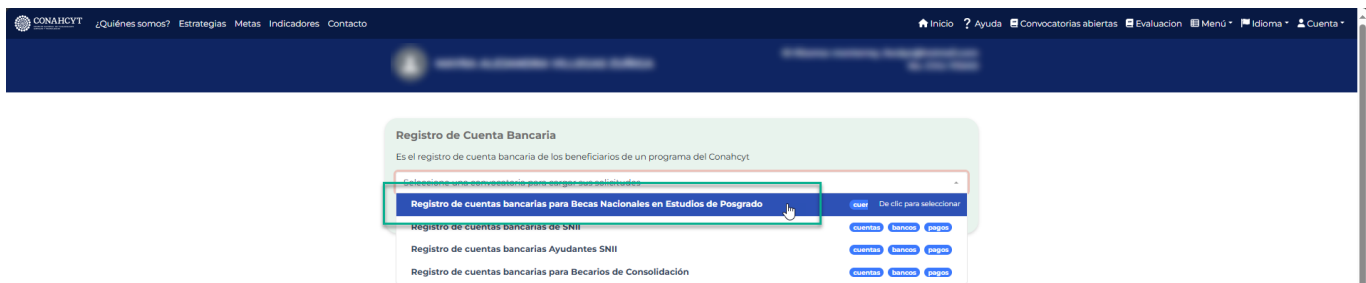 CONAHCYT ¿Quiénes somos? Estrategias Metas Indicadores Contacto Inicio ? Ayuda Convocatorias abiertas Evaluacion Menú Idioma Cuenta
Registro de Cuenta Bancaria
Es el registro de cuenta bancaria de los beneficiarios de un programa del Conahcyt
Seleccione una convocatoria para cargar sus solicitudes
Registro de cuentas bancarias para Becas Nacionales en Estudios de Posgrado cuer De clic para seleccionar
Registro de cuentas bancarias de SNII cuentas bancos pagos
Registro de cuentas bancarias Ayudantes SNII cuentas bancos pagos
Registro de cuentas bancarias para Becarios de Consolidación cuentas bancos pagos